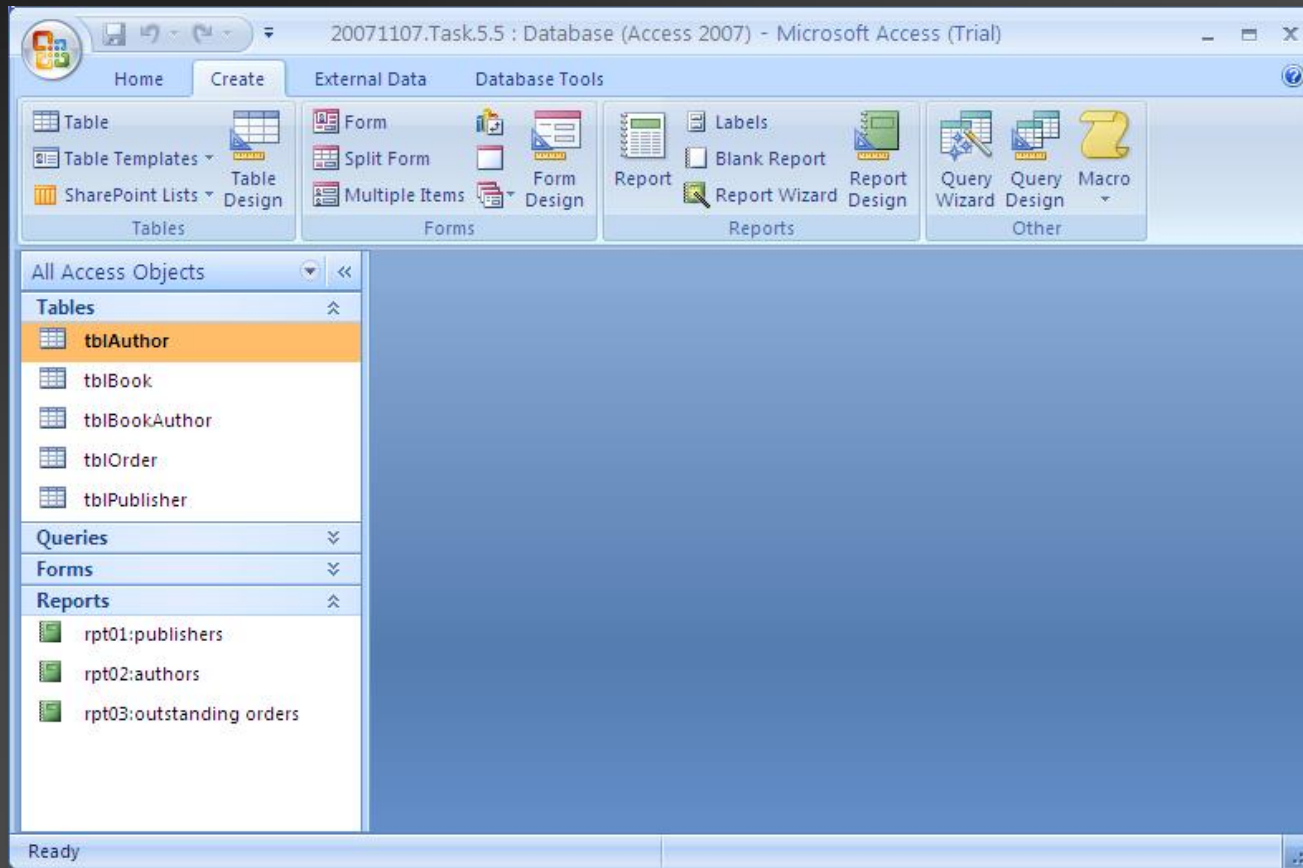 20071107.Task.5.5 : Database (Access 2007) - Microsoft Access (Trial)
Home Create External Data Database Tools
Table
Table Templates
SharePoint Lists
Table Design
Tables
Form
Split Form
Multiple Items
Form Design
Forms
Report
Labels
Blank Report
Report Wizard
Report Design
Reports
Query Wizard
Query Design
Macro
Other
All Access Objects
Tables
tblAuthor
tblBook
tblBookAuthor
tblOrder
tblPublisher
Queries
Forms
Reports
rpt01:publishers
rpt02:authors
rpt03:outstanding orders
Ready